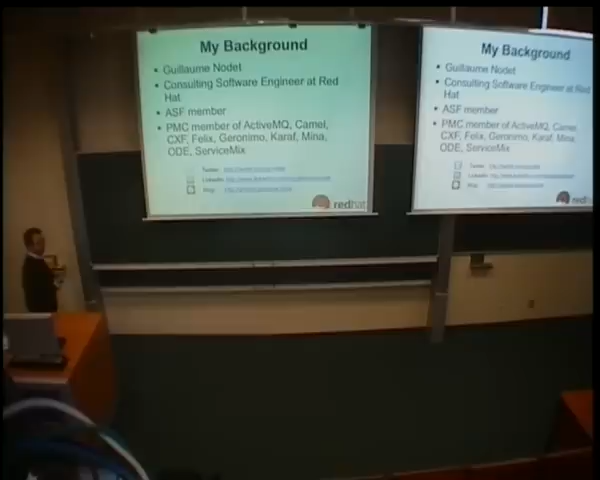 My Background
• Guillaume Nodet
• Consulting Software Engineer at Red
Hat
• ASF member
• PMC member of ActiveMQ, Camel,
CXF, Felix, Geronimo, Karaf, Mina,
ODE, ServiceMix
Twitter:
LinkedIn:
Blog:
redhat
My Background
• Guillaume Nodet
• Consulting Software Engineer at Red
Hat
• ASF member
• PMC member of ActiveMQ, Camel,
CXF, Felix, Geronimo, Karaf, Mina,
ODE, ServiceMix